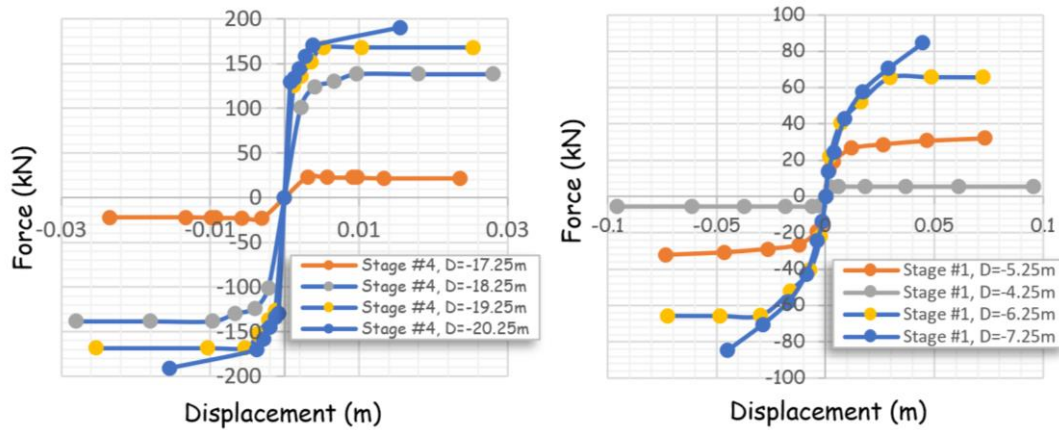 200
150
100
50
0
-50
-100
-150
-200
-0.03
-0.01
0.01
0.03
Force (kN)
Displacement (m)
Stage #4, D=-17.25m
Stage #4, D=-18.25m
Stage #4, D=-19.25m
Stage #4, D=-20.25m
100
80
60
40
20
0
-20
-40
-60
-80
-100
-0.1
-0.05
0
0.05
0.1
Force (kN)
Displacement (m)
Stage #1, D=-5.25m
Stage #1, D=-4.25m
Stage #1, D=-6.25m
Stage #1, D=-7.25m